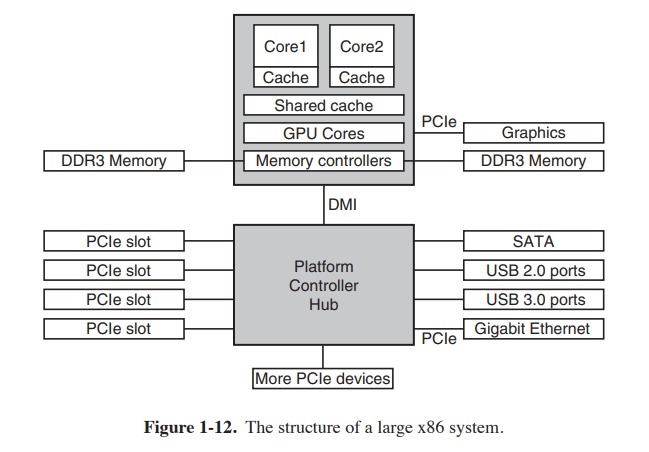 Core1
Core2
Cache
Cache
Shared cache
GPU Cores
Memory controllers
DDR3 Memory
PCIe
Graphics
DDR3 Memory
DMI
PCIe slot
PCIe slot
PCIe slot
PCIe slot
Platform
Controller
Hub
SATA
USB 2.0 ports
USB 3.0 ports
Gigabit Ethernet
PCIe
More PCIe devices
Figure 1-12. The structure of a large x86 system.